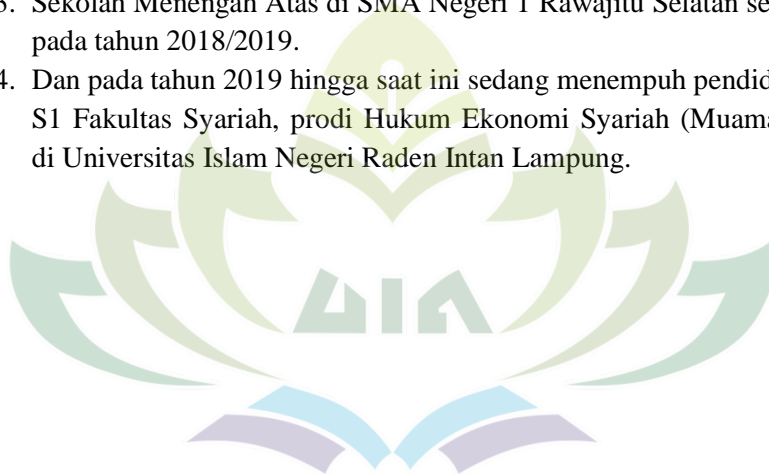 3. Sekolah Menengah Atas di SMA Negeri 1 Rawajitu Selatan se
pada tahun 2018/2019.
4. Dan pada tahun 2019 hingga saat ini sedang menempuh pendid
S1 Fakultas Syariah, prodi Hukum Ekonomi Syariah (Muama
di Universitas Islam Negeri Raden Intan Lampung.
UIN